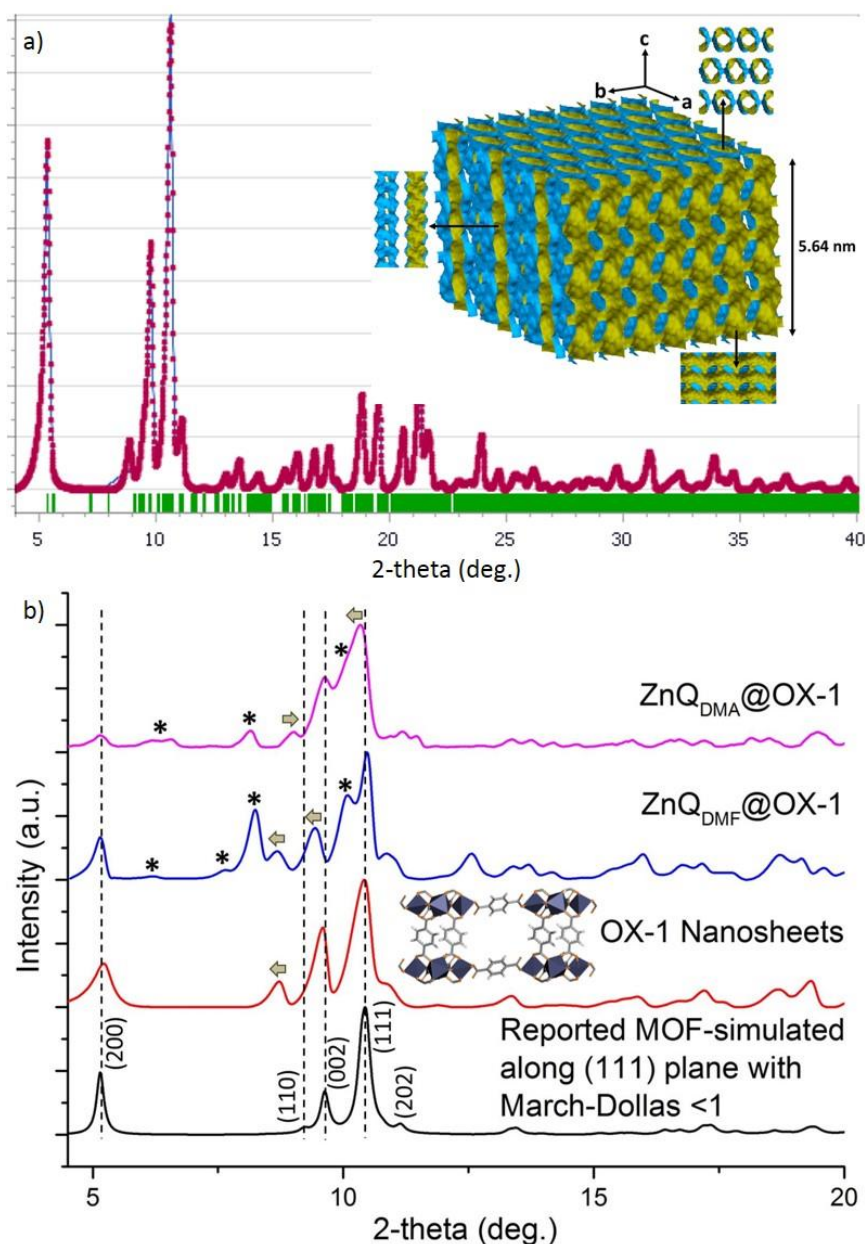 a)
c
b
a
5.64 nm
5 10 15 20 25 30 35 40
2-theta (deg.)
b)
ZnQDMA@OX-1
ZnQDMF@OX-1
OX-1 Nanosheets
Reported MOF-simulated
along (111) plane with
March-Dollas <1
(200)
(110)
(002)
(111)
(202)
Intensity (a.u.)
5 10 15 20
2-theta (deg.)